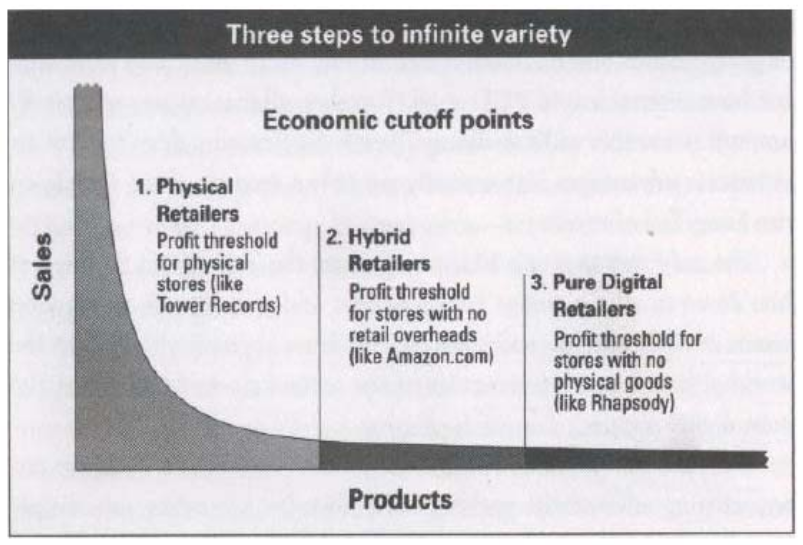 Three steps to infinite variety
Economic cutoff points
1. Physical
Retailers
Profit threshold
for physical
stores (like
Tower Records)
2. Hybrid
Retailers
Profit threshold
for stores with no
retail overheads
(like Amazon.com)
3. Pure Digital
Retailers
Profit threshold for
stores with no
physical goods
(like Rhapsody)
Sales
Products